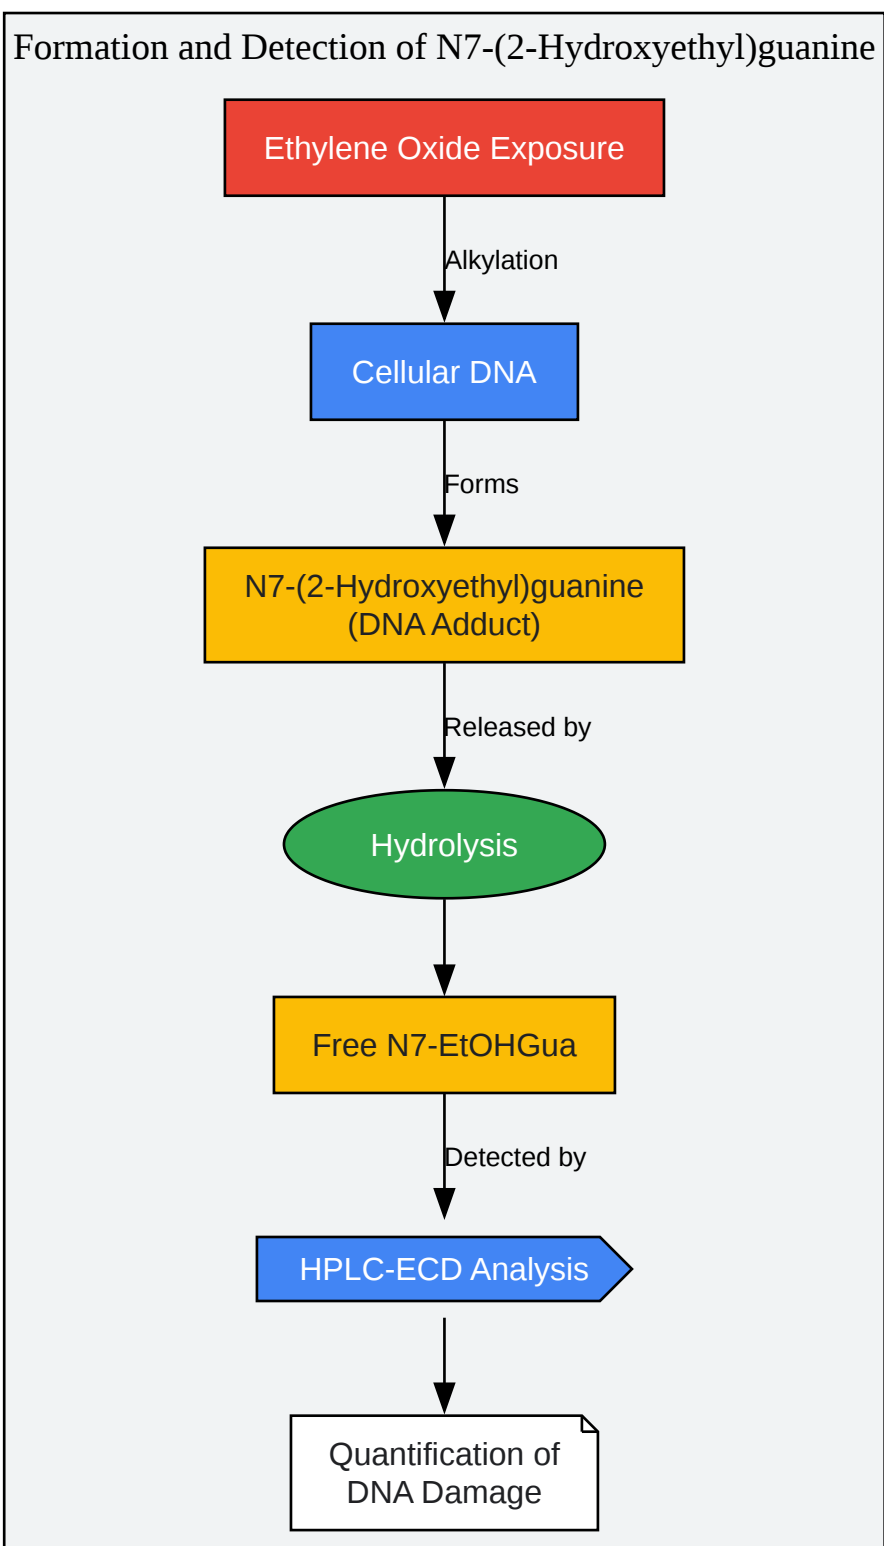 Formation and Detection of N7-(2-Hydroxyethyl)guanine
Ethylene Oxide Exposure
Alkylation
Cellular DNA
Forms
N7-(2-Hydroxyethyl)guanine
(DNA Adduct)
Released by
Hydrolysis
Free N7-EtOHGua
Detected by
HPLC-ECD Analysis
Quantification of
DNA Damage